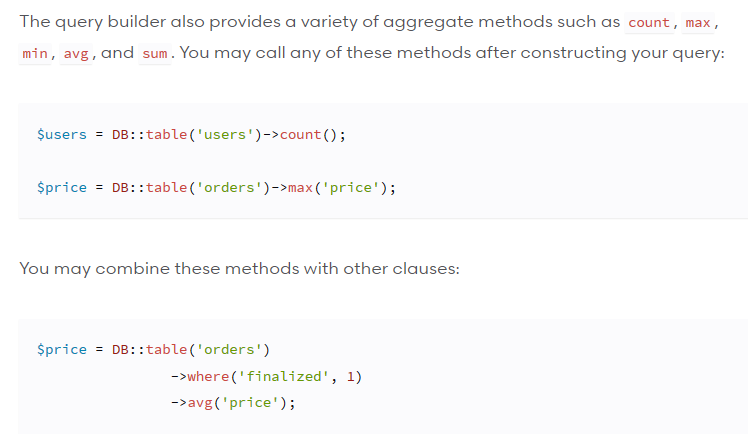 The query builder also provides a variety of aggregate methods such as count, max,
min, avg, and sum. You may call any of these methods after constructing your query:
$users = DB::table('users')->count();
$price = DB::table('orders')->max('price');
You may combine these methods with other clauses:
$price = DB::table('orders')
->where('finalized', 1)
->avg('price');